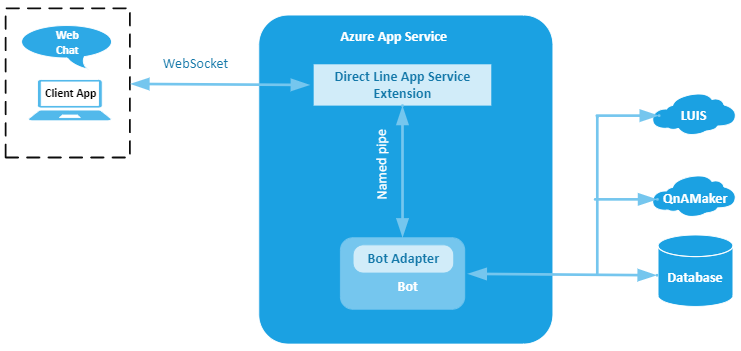 Web
Chat
Client App
WebSocket
Azure App Service
Direct Line App Service
Extension
Named pipe
Bot Adapter
Bot
LUIS
QnAMaker
Database